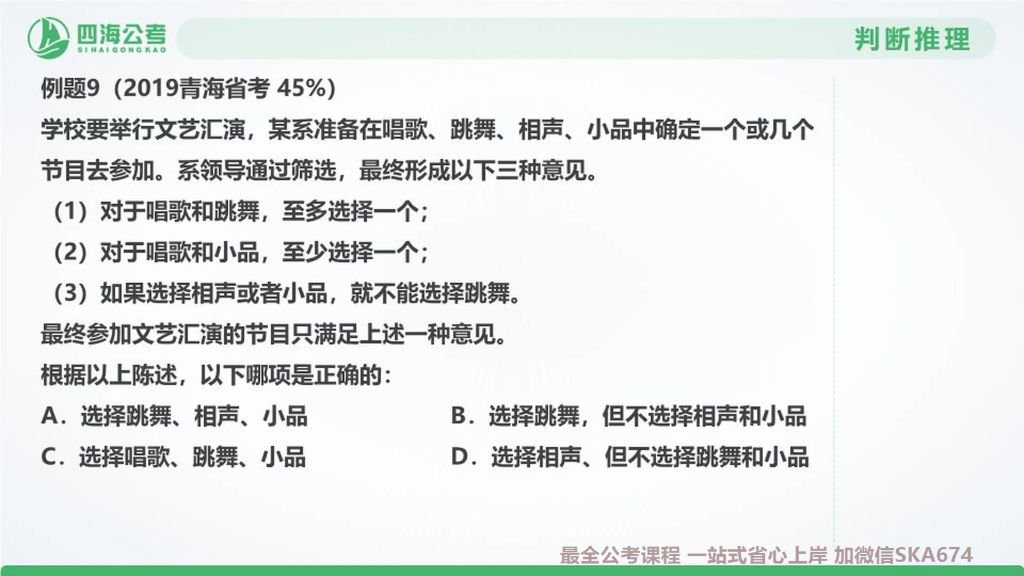 四海公考
SIHAIGONGKAO
判断推理
例题9（2019青海省考 45%）
学校要举行文艺汇演，某系准备在唱歌、跳舞、相声、小品中确定一个或几个
节目去参加。系领导通过筛选，最终形成以下三种意见。
（1）对于唱歌和跳舞，至多选择一个；
（2）对于唱歌和小品，至少选择一个；
（3）如果选择相声或者小品，就不能选择跳舞。
最终参加文艺汇演的节目只满足上述一种意见。
根据以上陈述，以下哪项是正确的：
A．选择跳舞、相声、小品 B．选择跳舞，但不选择相声和小品
C．选择唱歌、跳舞、小品 D．选择相声、但不选择跳舞和小品
最全公考课程 一站式省心上岸 加微信SKA674